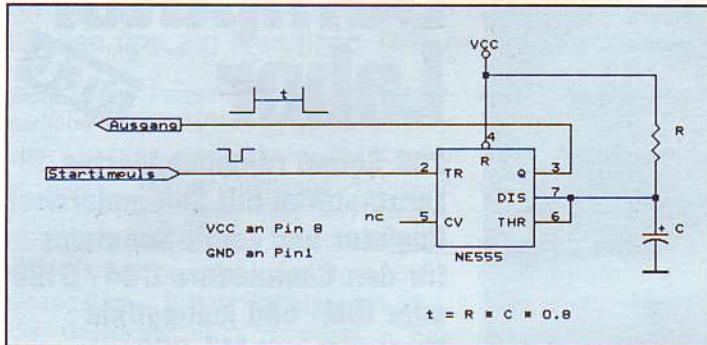 VCC
t
4
R
R
Ausgang
2
TR
Q
3
Startimpuls
DIS
7
nc
5
CV
THR
6
+
C
VCC an Pin 8
GND an Pin1
NE555
t = R * C * 0.8